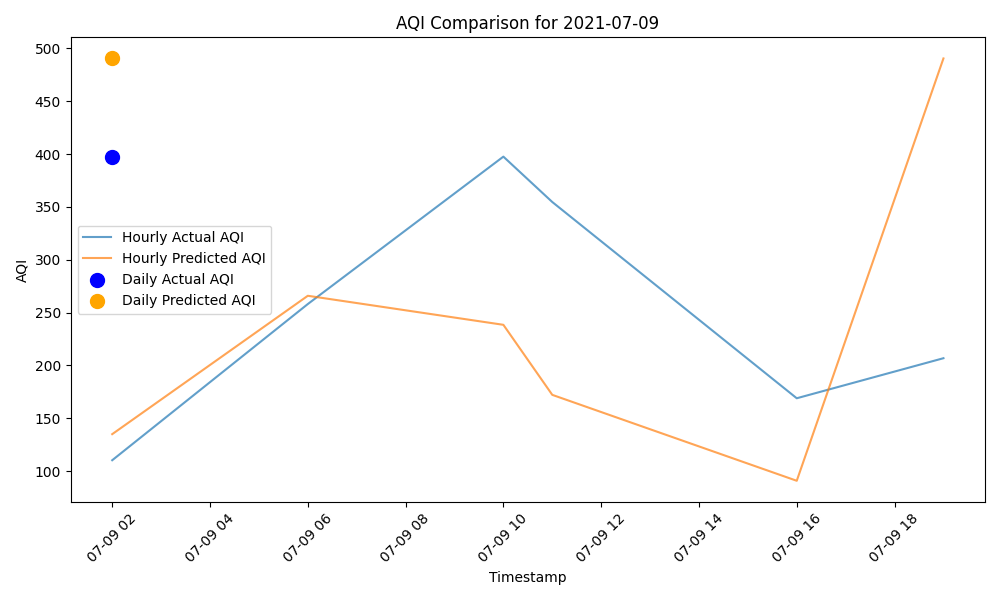 AQI Comparison for 2021-07-09
AQI
500
450
400
350
300
250
200
150
100
Hourly Actual AQI
Hourly Predicted AQI
Daily Actual AQI
Daily Predicted AQI
07-09 02
07-09 04
07-09 06
07-09 08
07-09 10
07-09 12
07-09 14
07-09 16
07-09 18
Timestamp